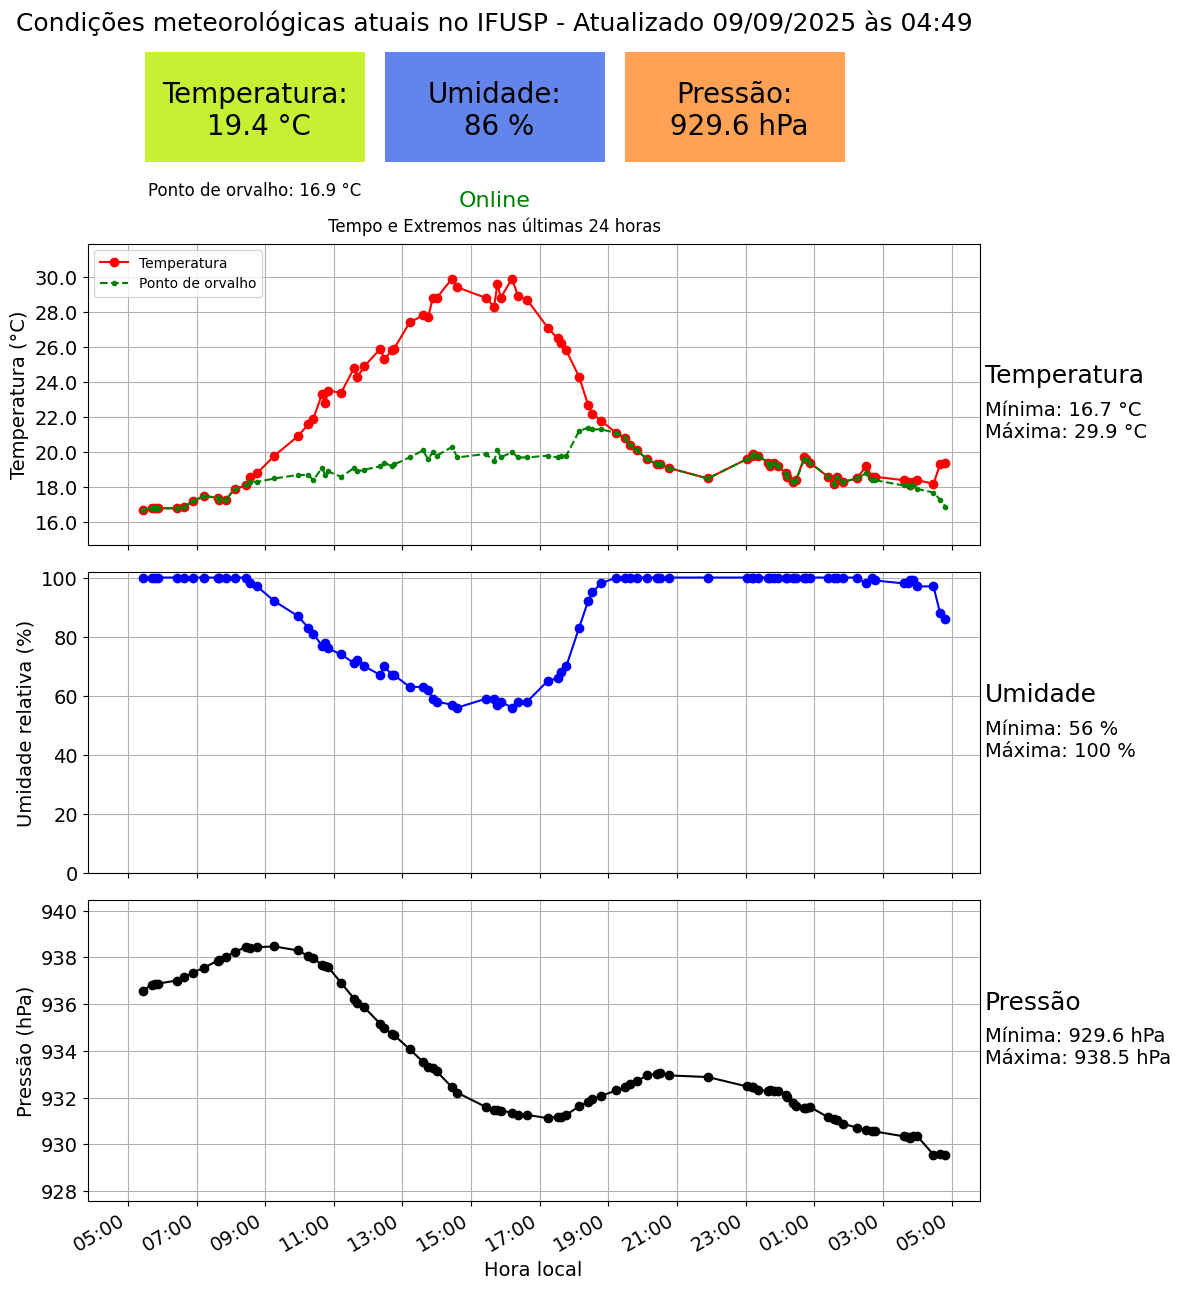 Condições meteorológicas atuais no IFUSP - Atualizado 09/09/2025 às 04:49
Temperatura:
19.4 °C
Umidade:
86 %
Pressão:
929.6 hPa
Ponto de orvalho: 16.9 °C
Online
Tempo e Extremos nas últimas 24 horas
Temperatura
Ponto de orvalho
Temperatura (°C)
30.0
28.0
26.0
24.0
22.0
20.0
18.0
16.0
Temperatura
Mínima: 16.7 °C
Máxima: 29.9 °C
Umidade relativa (%)
100
80
60
40
20
0
Umidade
Mínima: 56 %
Máxima: 100 %
Pressão (hPa)
940
938
936
934
932
930
928
Pressão
Mínima: 929.6 hPa
Máxima: 938.5 hPa
05:00
07:00
09:00
11:00
13:00
15:00
17:00
19:00
21:00
23:00
01:00
03:00
05:00
Hora local